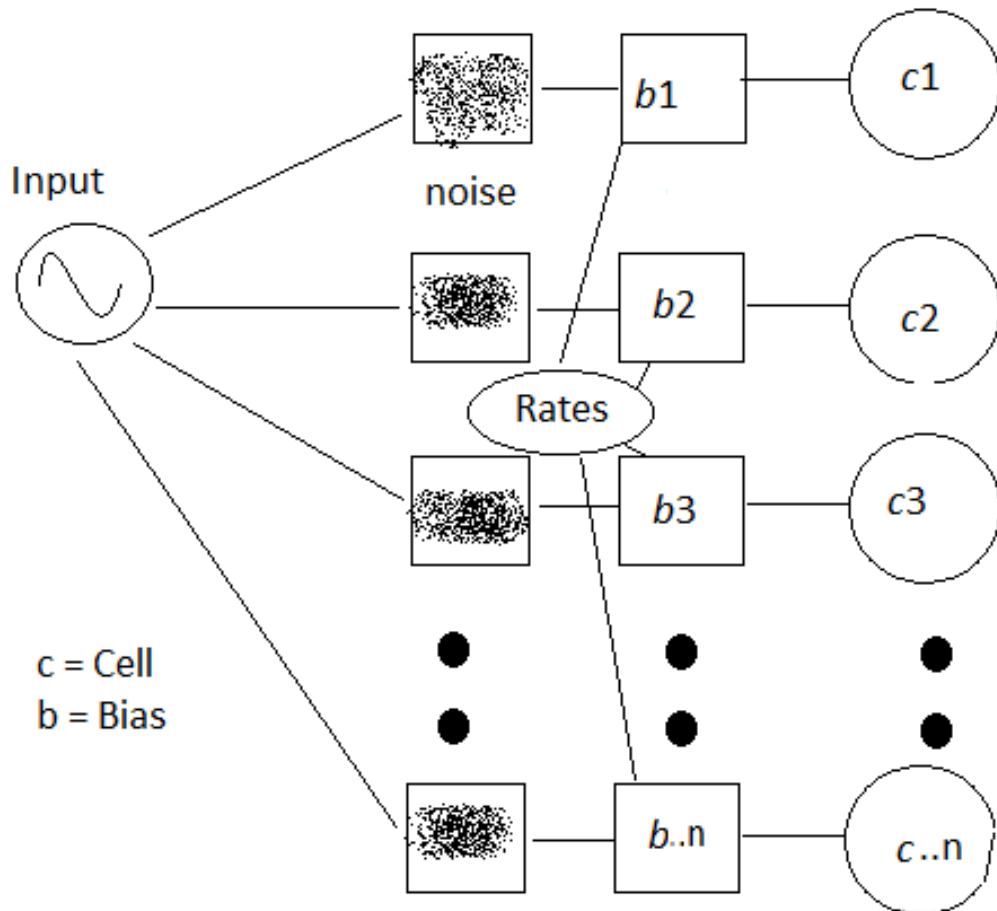 Input
noise
b1
c1
b2
c2
Rates
b3
c3
c = Cell
b = Bias
b..n
c..n